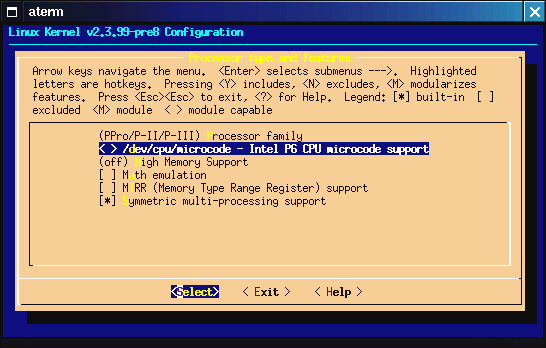 aterm
Linux Kernel v2.3.99-pre8 Configuration
Processor type and features
Arrow keys navigate the menu. <Enter> selects submenus --->. Highlighted
letters are hotkeys. Pressing <Y> includes, <N> excludes, <M> modularizes
features. Press <Esc><Esc> to exit, <?> for Help. Legend: [*] built-in [ ]
excluded <M> module < > module capable
(PPro/P-II/P-III) Processor family
< > /dev/cpu/microcode - Intel P6 CPU microcode support
(off) High Memory Support
[ ] Math emulation
[ ] MTRR (Memory Type Range Register) support
[*] Symmetric multi-processing support
<Select> < Exit > < Help >